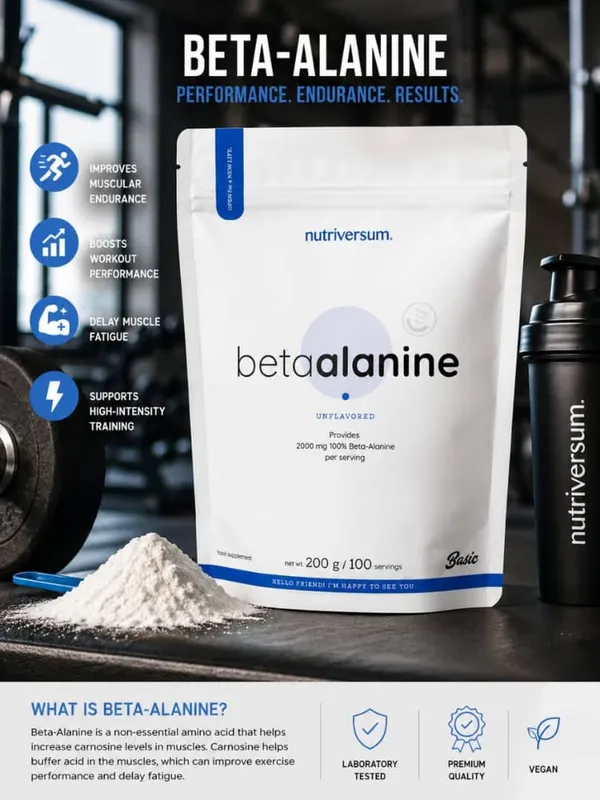 BETA-ALANINE
PERFORMANCE. ENDURANCE. RESULTS.
IMPROVES
MUSCULAR
ENDURANCE
BOOSTS
WORKOUT
PERFORMANCE
DELAY MUSCLE
FATIGUE
SUPPORTS
HIGH-INTENSITY
TRAINING
OPEN for a NEW LIFE.
nutriversum.
betaalanine
UNFLAVORED
Provides
2000 mg 100% Beta-Alanine
per serving
Food supplement
net wt. 200 g / 100 servings
Basic
HELLO FRIEND! I'M HAPPY TO SEE YOU.
nutriversum.
WHAT IS BETA-ALANINE?
Beta-Alanine is a non-essential amino acid that helps
increase carnosine levels in muscles. Carnosine helps
buffer acid in the muscles, which can improve exercise
performance and delay fatigue.
LABORATORY
TESTED
PREMIUM
QUALITY
VEGAN